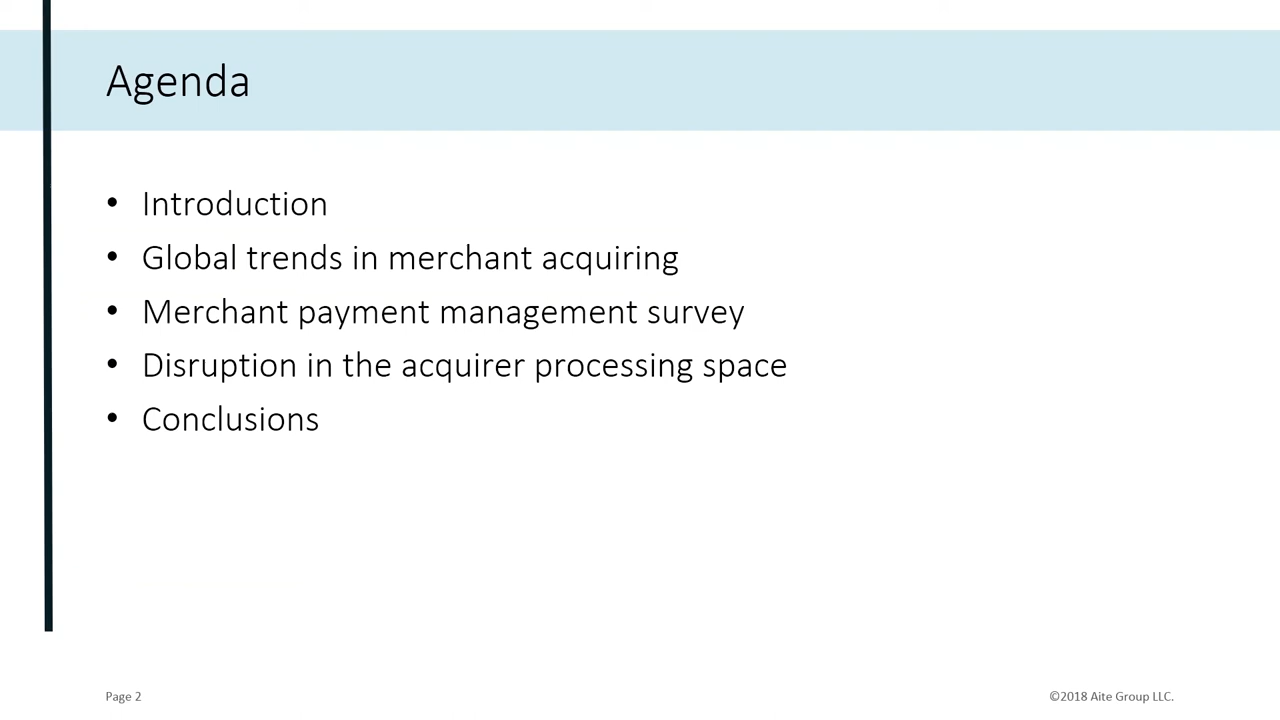 Agenda
• Introduction
• Global trends in merchant acquiring
• Merchant payment management survey
• Disruption in the acquirer processing space
• Conclusions
Page 2
©2018 Aite Group LLC.